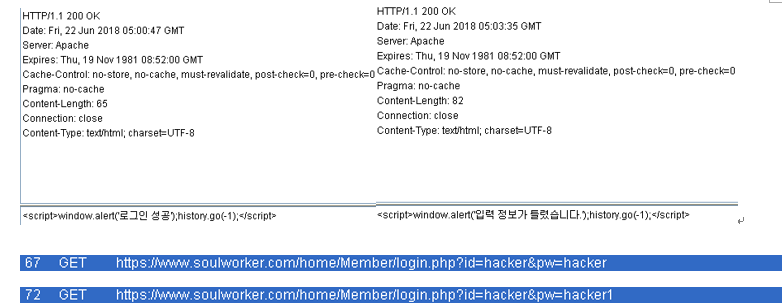 HTTP/1.1 200 OK
Date: Fri, 22 Jun 2018 05:00:47 GMT
Server: Apache
Expires: Thu, 19 Nov 1981 08:52:00 GMT
Cache-Control: no-store, no-cache, must-revalidate, post-check=0, pre-check=0
Pragma: no-cache
Content-Length: 65
Connection: close
Content-Type: text/html; charset=UTF-8
<script>window.alert('로그인 성공');history.go(-1);</script>
HTTP/1.1 200 OK
Date: Fri, 22 Jun 2018 05:03:35 GMT
Server: Apache
Expires: Thu, 19 Nov 1981 08:52:00 GMT
Cache-Control: no-store, no-cache, must-revalidate, post-check=0, pre-check=0
Pragma: no-cache
Content-Length: 82
Connection: close
Content-Type: text/html; charset=UTF-8
<script>window.alert('입력 정보가 틀렸습니다.');history.go(-1);</script>
67 GET https://www.soulworker.com/home/Member/login.php?id=hacker&pw=hacker
72 GET https://www.soulworker.com/home/Member/login.php?id=hacker&pw=hacker1